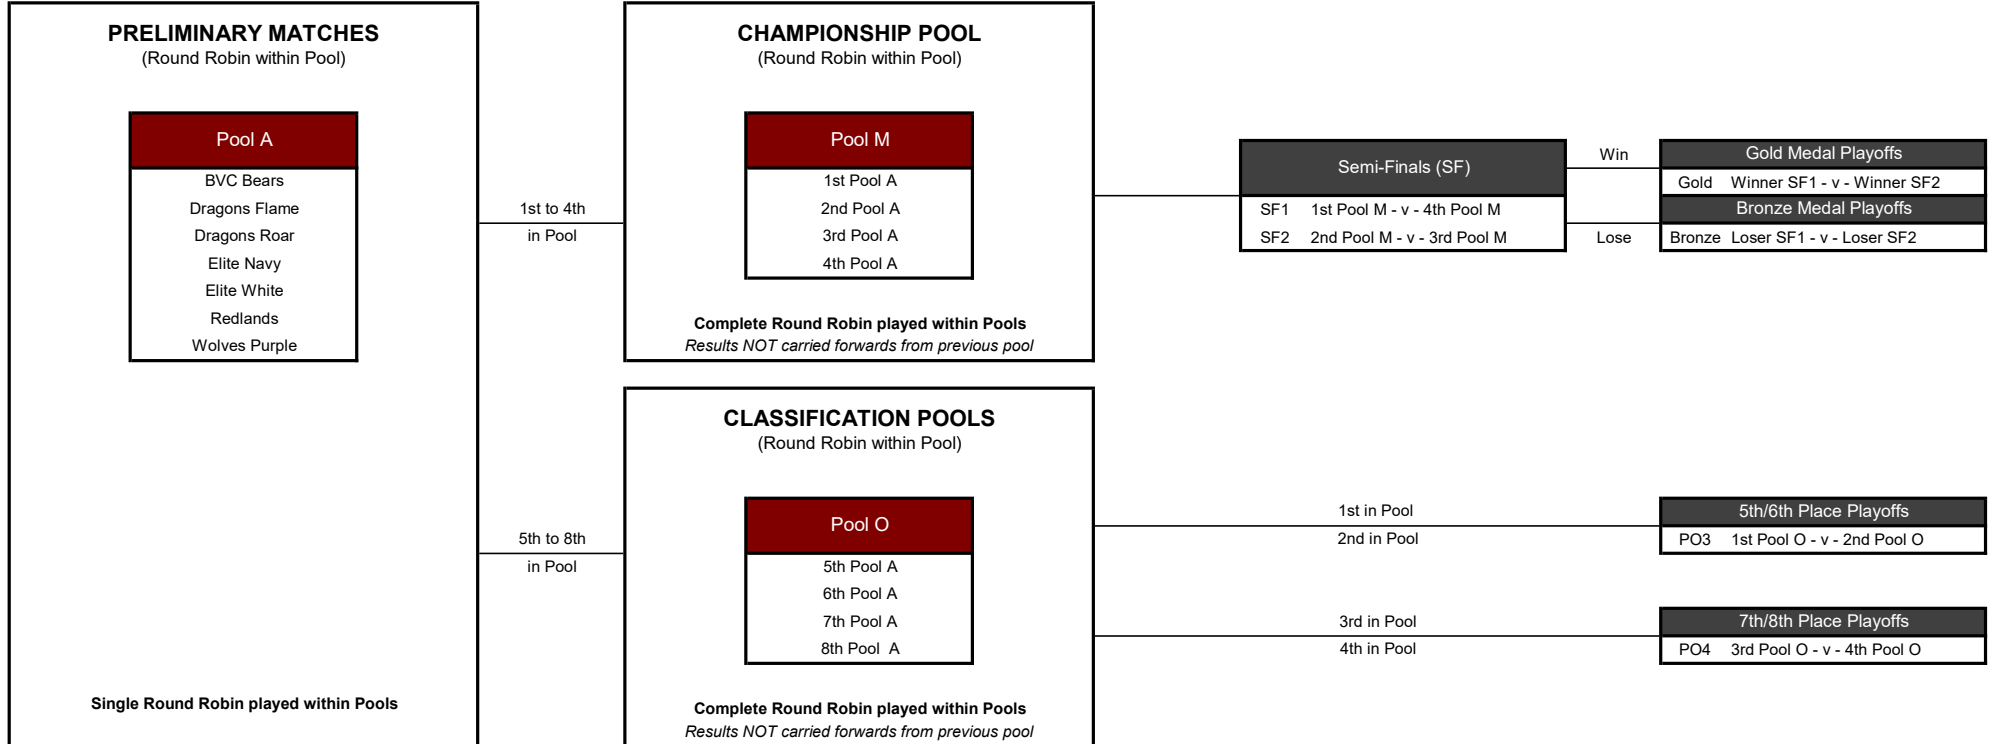 PRELIMINARY MATCHES
(Round Robin within Pool)
Pool A
BVC Bears
Dragons Flame
Dragons Roar
Elite Navy
Elite White
Redlands
Wolves Purple
Single Round Robin played within Pools
1st to 4th
in Pool
5th to 8th
in Pool
CHAMPIONSHIP POOL
(Round Robin within Pool)
Pool M
1st Pool A
2nd Pool A
3rd Pool A
4th Pool A
Complete Round Robin played within Pools
Results NOT carried forwards from previous pool
CLASSIFICATION POOLS
(Round Robin within Pool)
Pool O
5th Pool A
6th Pool A
7th Pool A
8th Pool  A
Complete Round Robin played within Pools
Results NOT carried forwards from previous pool
Semi-Finals (SF)
SF1 1st Pool M - v - 4th Pool M
SF2 2nd Pool M - v - 3rd Pool M
Win
Lose
Gold Medal Playoffs
Gold Winner SF1 - v - Winner SF2
Bronze Medal Playoffs
Bronze Loser SF1 - v - Loser SF2
1st in Pool
2nd in Pool
5th/6th Place Playoffs
PO3 1st Pool O - v - 2nd Pool O
3rd in Pool
4th in Pool
7th/8th Place Playoffs
PO4 3rd Pool O - v - 4th Pool O